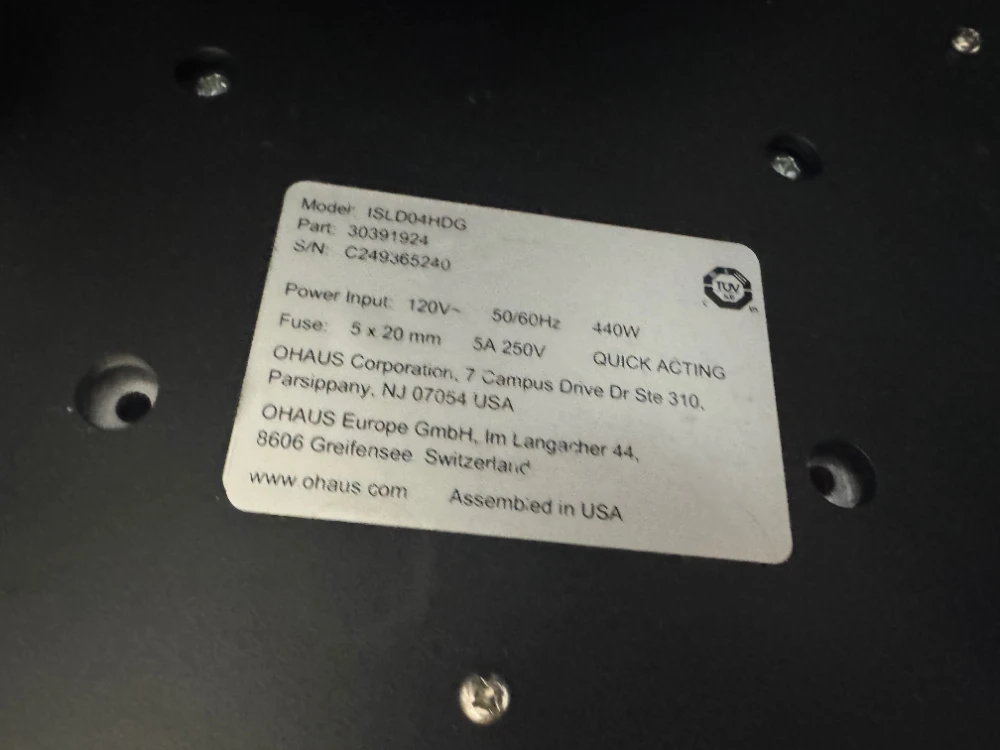 Model: ISLD04HDG
Part: 30391924
S/N: C249365240
TUV
Power Input: 120V~ 50/60Hz 440W
Fuse: 5 x 20 mm 5A 250V QUICK ACTING
OHAUS Corporation, 7 Campus Drive Dr Ste 310,
Parsippany, NJ 07054 USA
OHAUS Europe GmbH, Im Langacher 44,
8606 Greifensee Switzerland
www.ohaus.com Assembled in USA